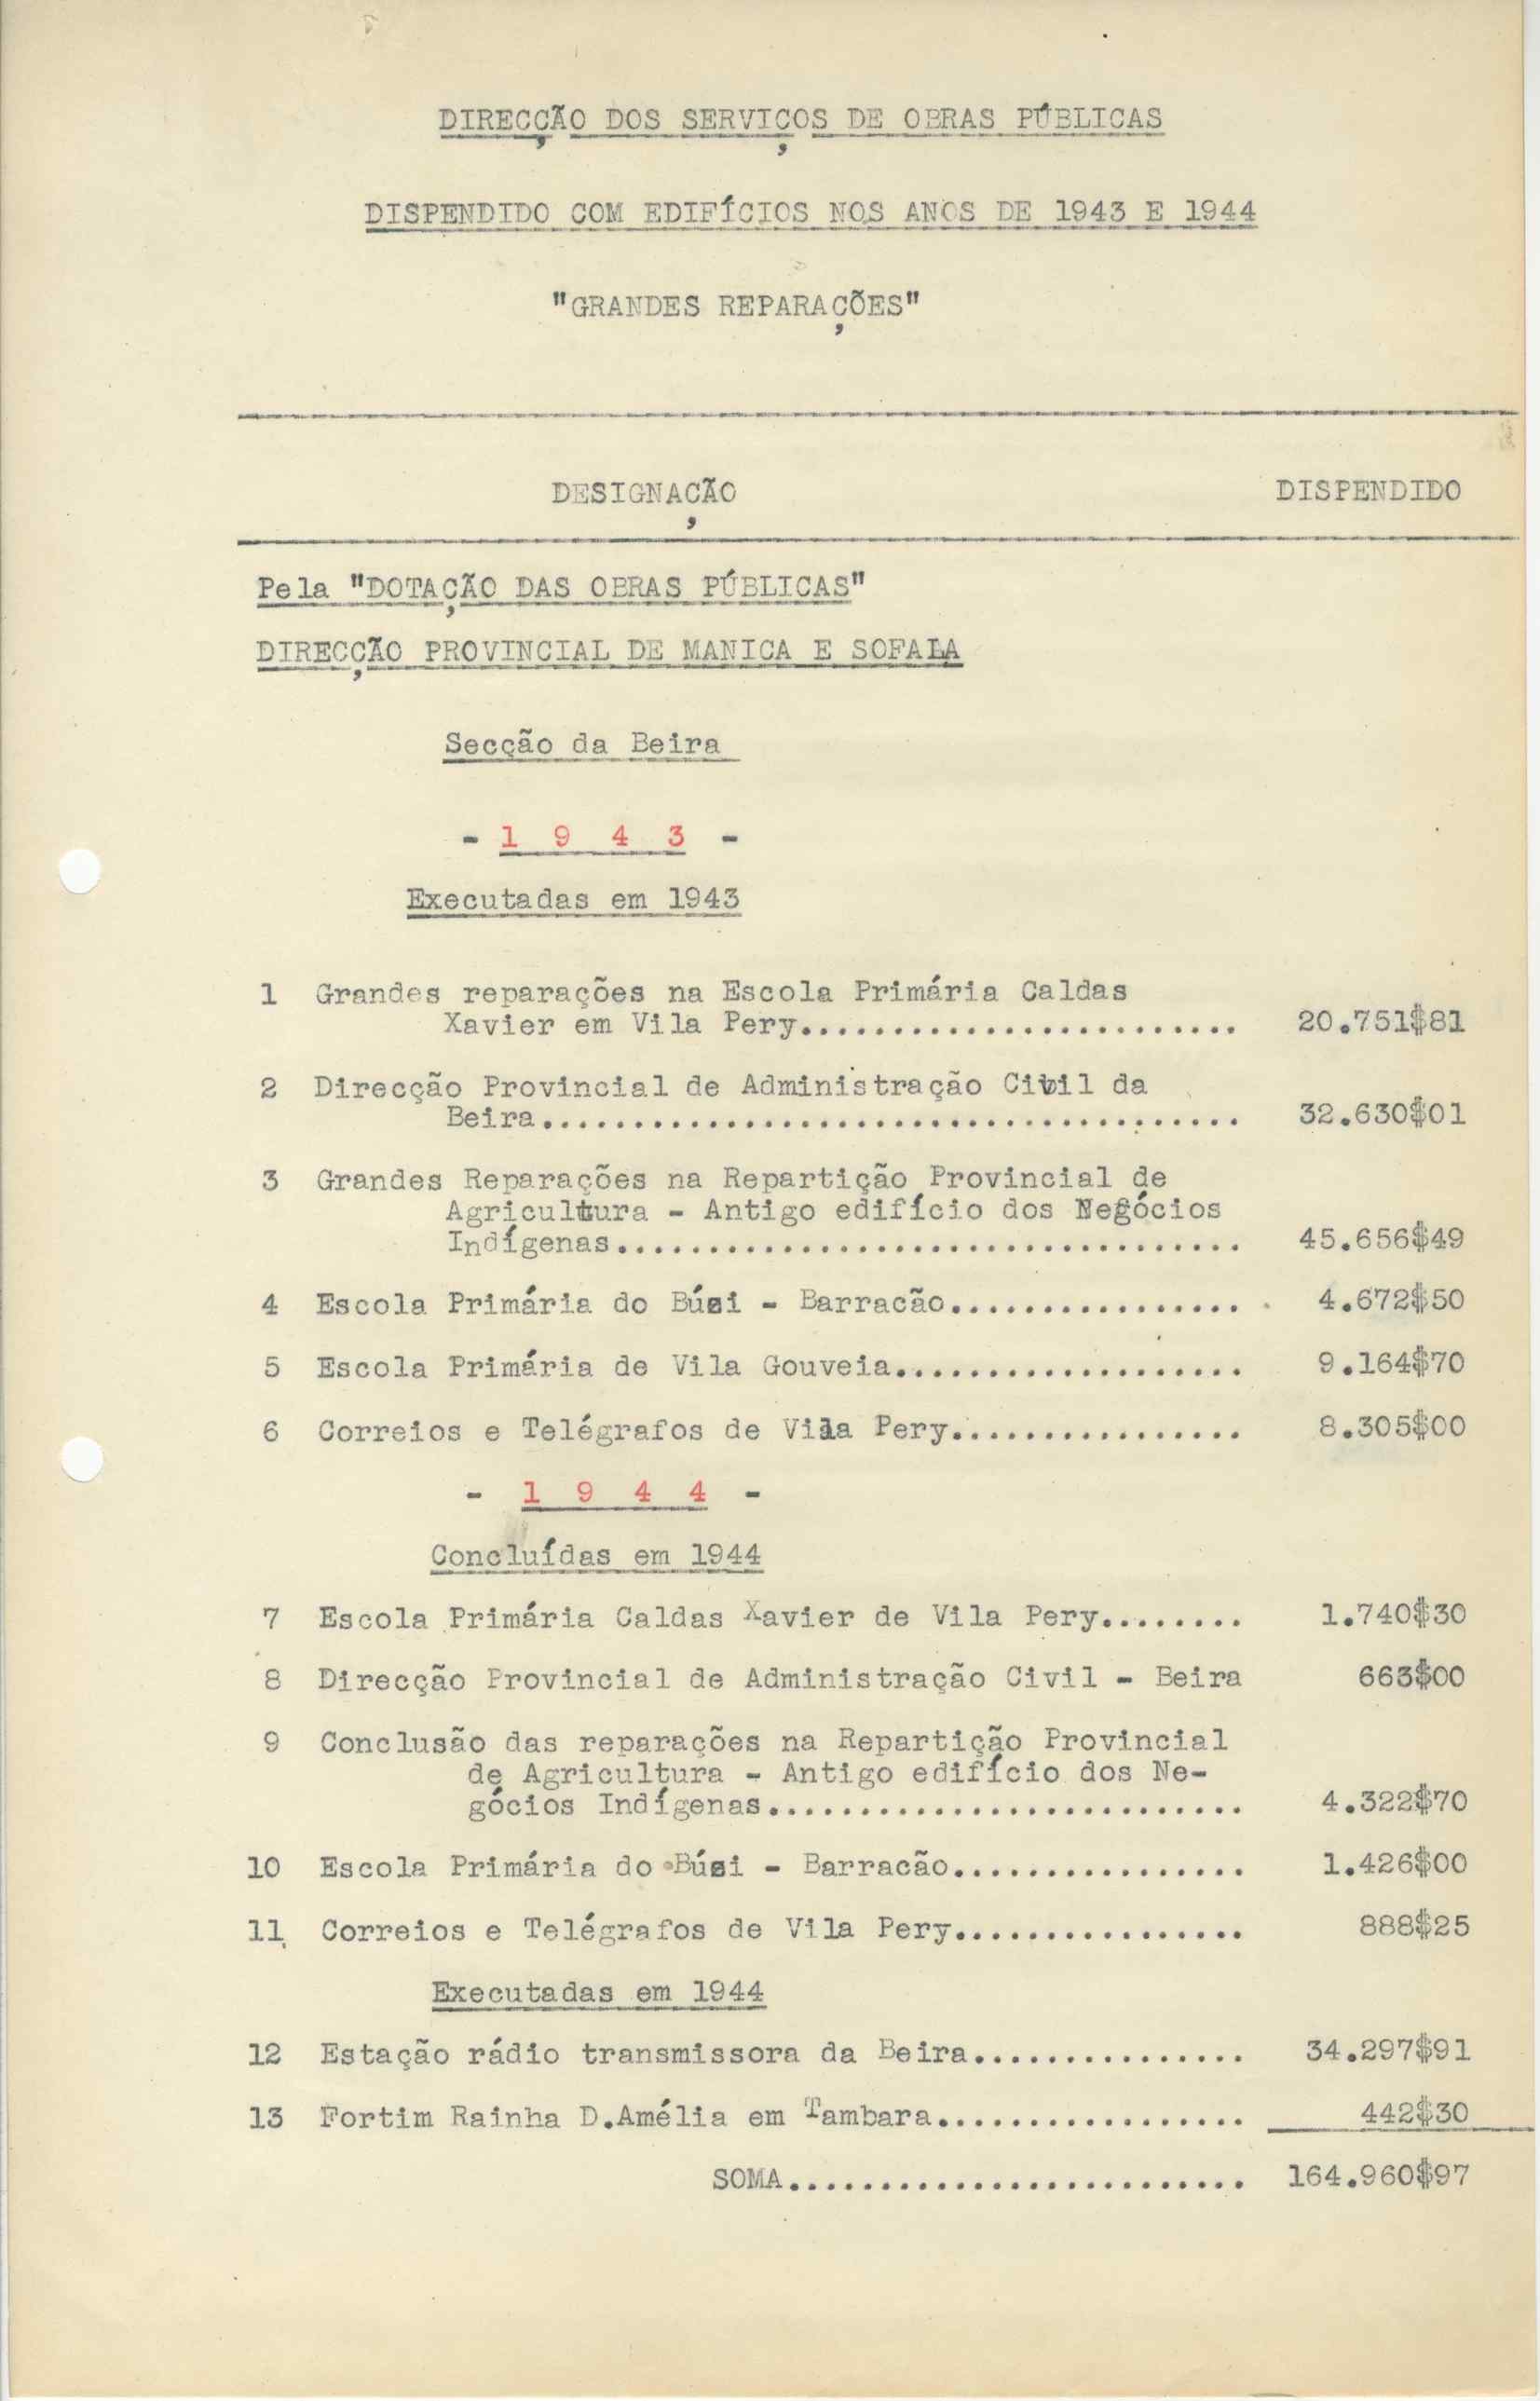 DIRECÇÃO DOS SERVIÇOS DE OBRAS PÚBLICAS
DISPENDIDO COM EDIFÍCIOS NOS ANOS DE 1943 E 1944
"GRANDES REPARAÇÕES"
DESIGNAÇÃO DISPENDIDO
Pela "DOTAÇÃO DAS OBRAS PÚBLICAS"
DIRECÇÃO PROVINCIAL DE MANICA E SOFALA
Secção da Beira
- 1 9 4 3 -
Executadas em 1943
1 Grandes reparações na Escola Primária Caldas
Xavier em Vila Pery........................ 20.751$81
2 Direcção Provincial de Administração Civil da
Beira...................................... 32.630$01
3 Grandes Reparações na Repartição Provincial de
Agricultura - Antigo edifício dos Negócios
Indígenas.................................. 45.656$49
4 Escola Primária do Búzi - Barracão................ 4.672$50
5 Escola Primária de Vila Gouveia................... 9.164$70
6 Correios e Telégrafos de Vila Pery................ 8.305$00
- 1 9 4 4 -
Concluídas em 1944
7 Escola Primária Caldas Xavier de Vila Pery........ 1.740$30
8 Direcção Provincial de Administração Civil - Beira 663$00
9 Conclusão das reparações na Repartição Provincial
de Agricultura - Antigo edifício dos Ne-
gócios Indígenas.......................... 4.322$70
10 Escola Primária do Búzi - Barracão................ 1.426$00
11 Correios e Telégrafos de Vila Pery................ 888$25
Executadas em 1944
12 Estação rádio transmissora da Beira............... 34.297$91
13 Fortim Rainha D.Amélia em Tambara................. 442$30
SOMA......................... 164.960$97